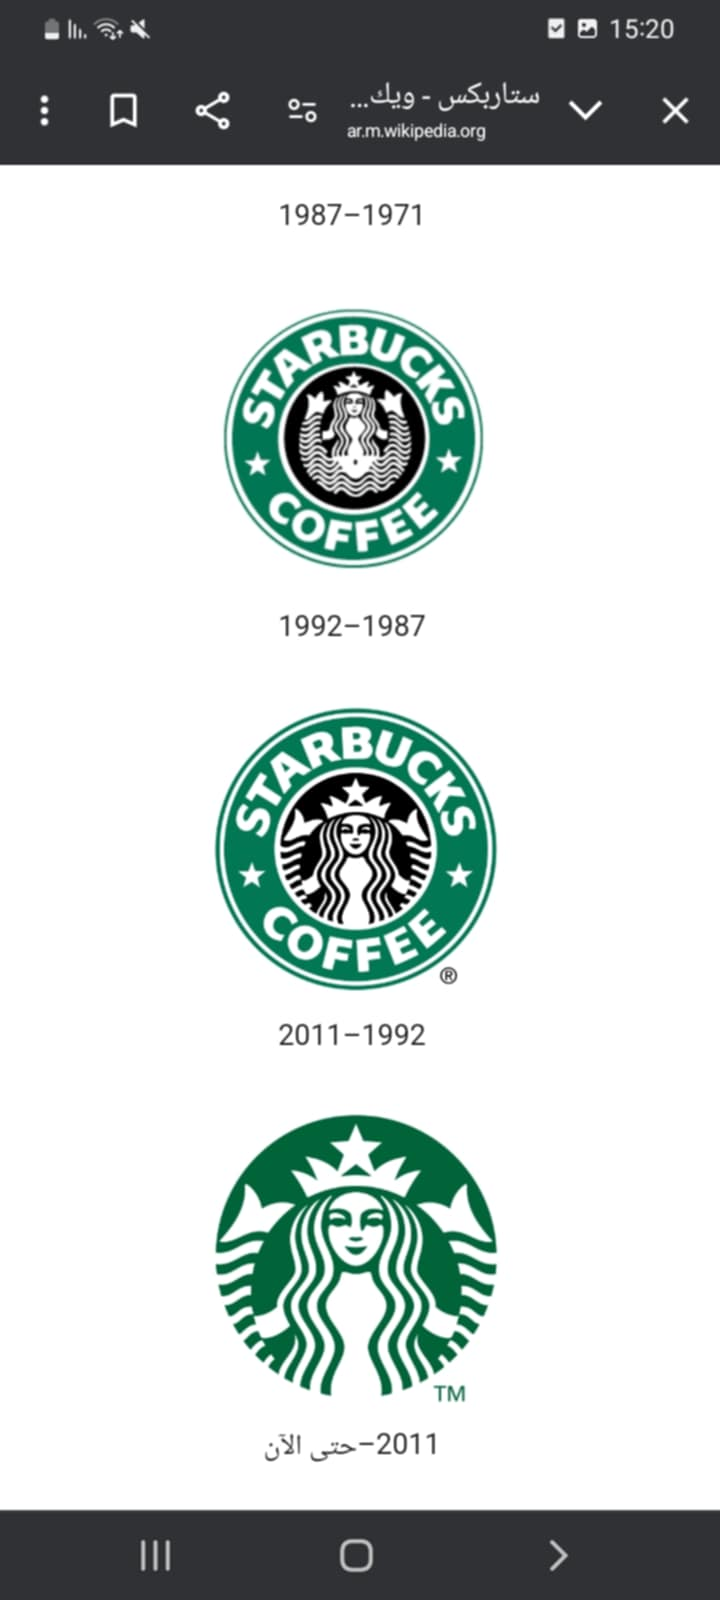 15:20
ستاربكس - ويك...
ar.m.wikipedia.org
1987–1971
STARBUCKS
COFFEE
1992–1987
STARBUCKS
COFFEE
®
2011–1992
TM
2011–حتى الآن